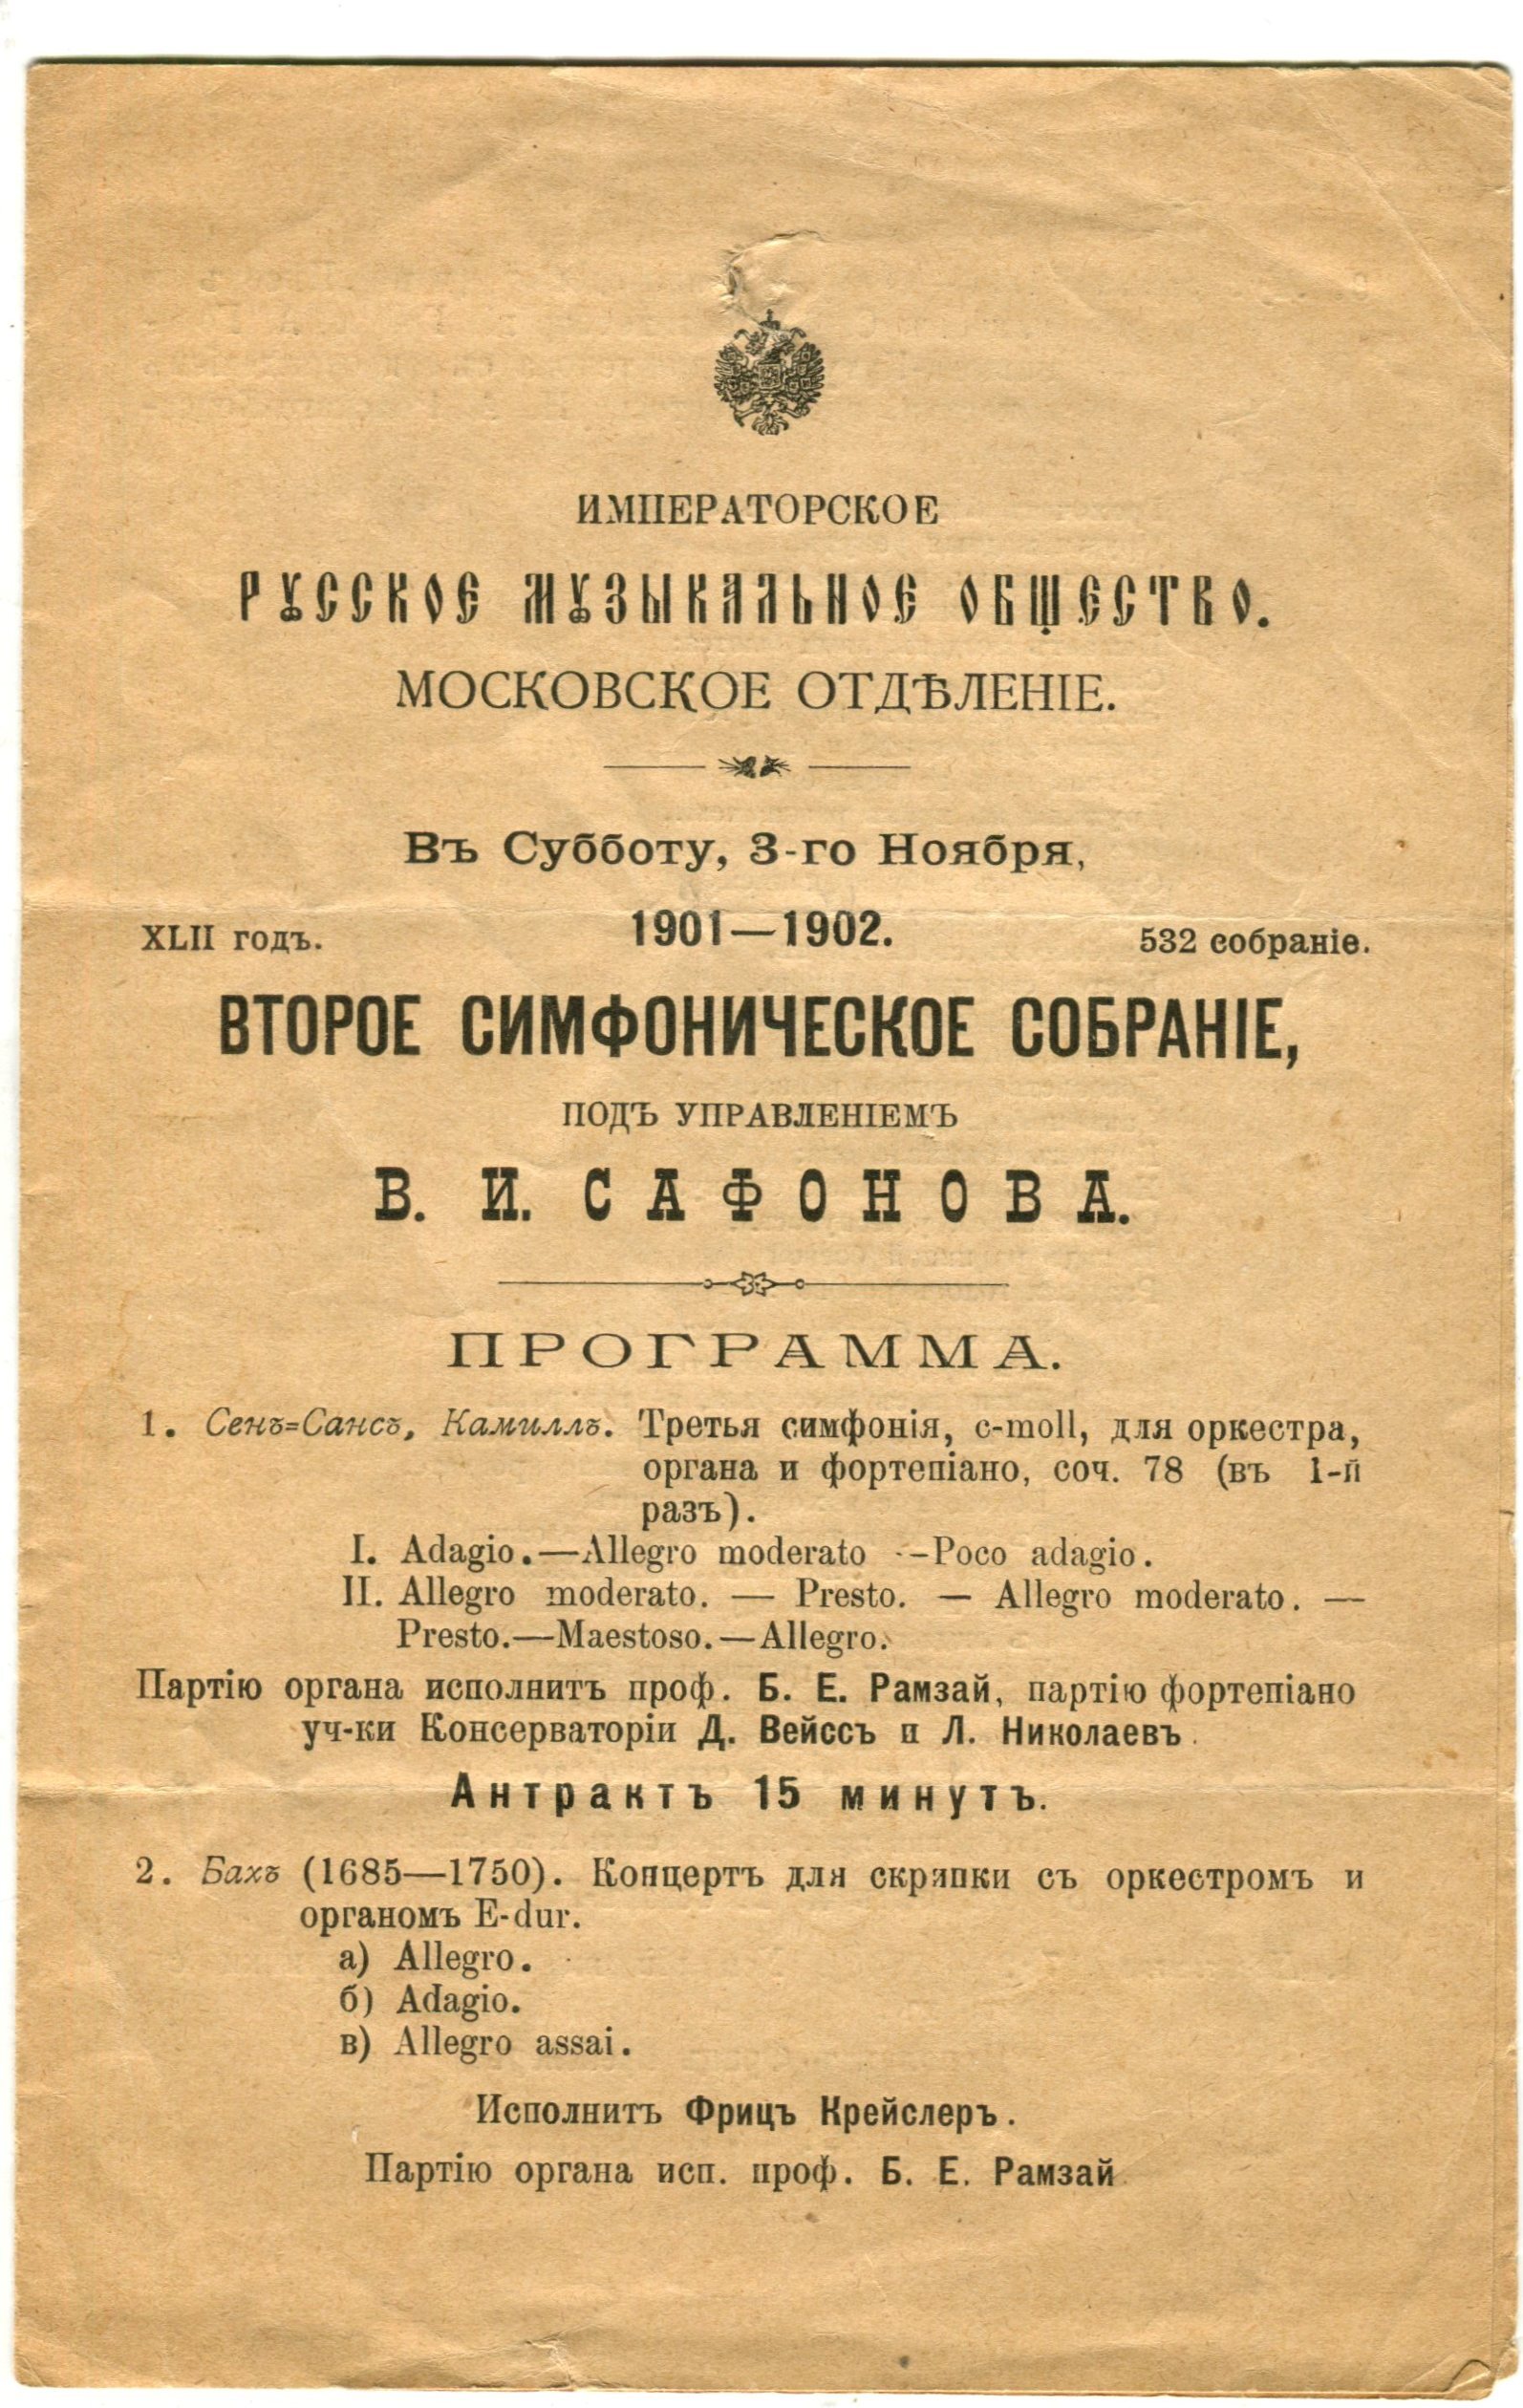 ИМПЕРАТОРСКОЕ
РУССКОЕ МУЗЫКАЛЬНОЕ ОБЩЕСТВО.
МОСКОВСКОЕ ОТДѢЛЕНІЕ.
Въ Субботу, 3-го Ноября,
XLII годъ. 1901—1902. 532 собраніе.
ВТОРОЕ СИМФОНИЧЕСКОЕ СОБРАНІЕ,
ПОДЪ УПРАВЛЕНІЕМЪ
В. И. САФОНОВА.
ПРОГРАММА.
1. Сенъ=Сансъ, Камиллъ. Третья симфонія, c-moll, для оркестра,
органа и фортепіано, соч. 78 (въ 1-й
разъ).
I. Adagio.—Allegro moderato -–Poco adagio.
II. Allegro moderato. — Presto. — Allegro moderato. —
Presto.—Maestoso.—Allegro.
Партію органа исполнитъ проф. Б. Е. Рамзай, партію фортепіано
уч-ки Консерваторіи Д. Вейссъ и Л. Николаевъ.
Антрактъ 15 минутъ.
2. Бахъ (1685—1750). Концертъ для скрипки съ оркестромъ и
органомъ E-dur.
а) Allegro.
б) Adagio.
в) Allegro assai.
Исполнитъ Фрицъ Крейслеръ.
Партію органа исп. проф. Б. Е. Рамзай